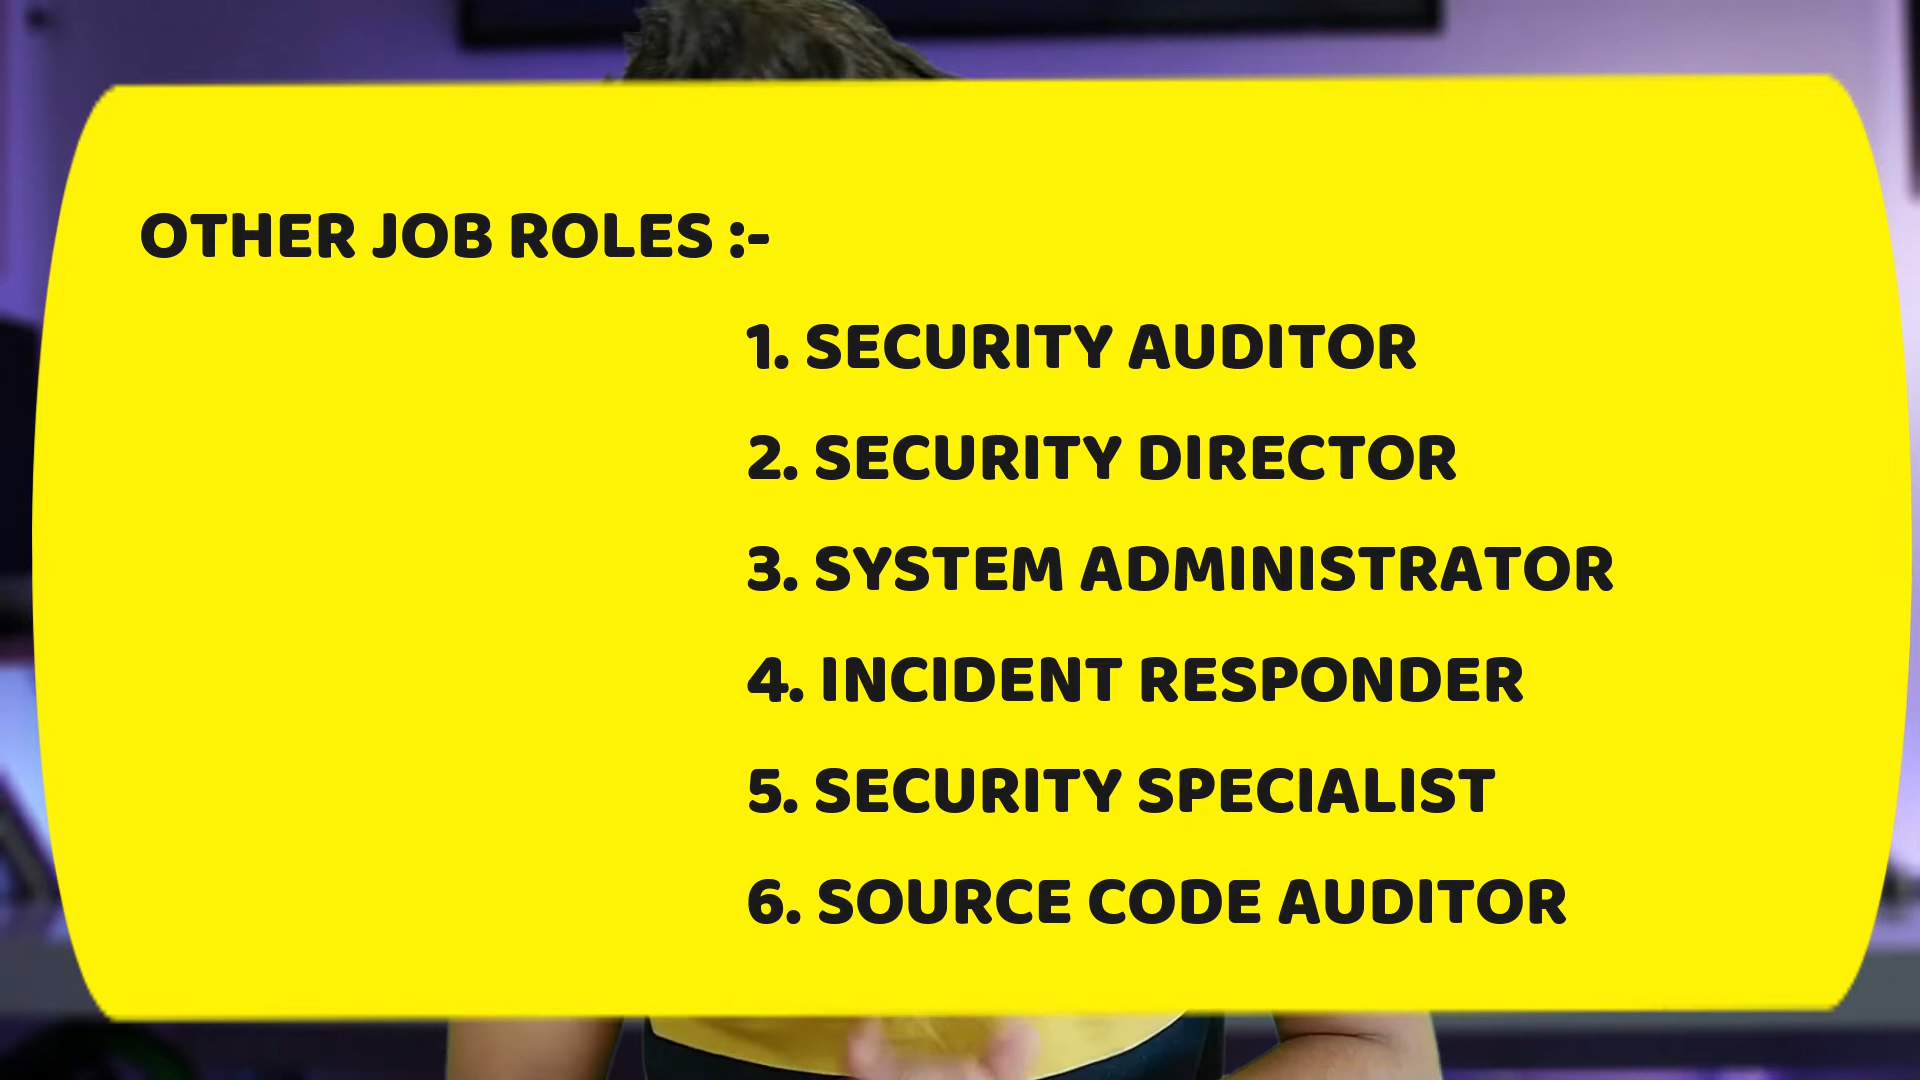 OTHER JOB ROLES :-
1. SECURITY AUDITOR
2. SECURITY DIRECTOR
3. SYSTEM ADMINISTRATOR
4. INCIDENT RESPONDER
5. SECURITY SPECIALIST
6. SOURCE CODE AUDITOR